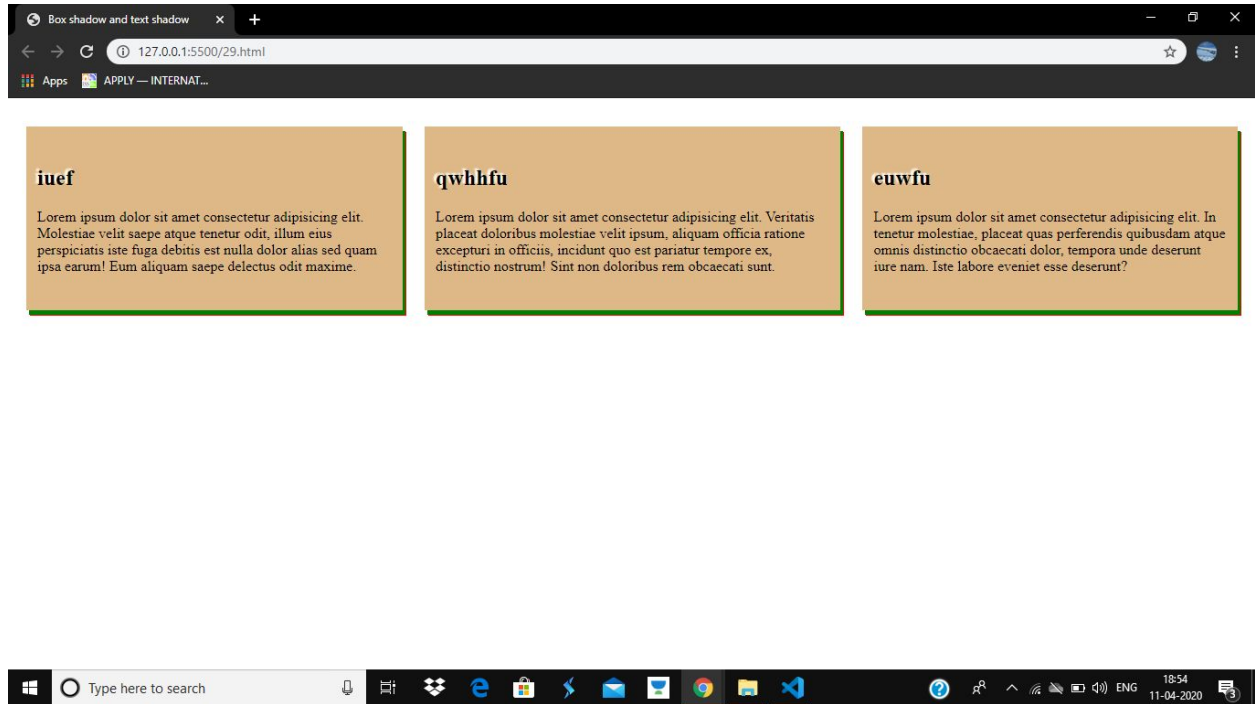 Box shadow and text shadow
127.0.0.1:5500/29.html
Apps APPLY — INTERNAT...
iuef
Lorem ipsum dolor sit amet consectetur adipisicing elit.
Molestiae velit saepe atque tenetur odit, illum eius
perspiciatis iste fuga debitis est nulla dolor alias sed quam
ipsa earum! Eum aliquam saepe delectus odit maxime.
qwhhfu
Lorem ipsum dolor sit amet consectetur adipisicing elit. Veritatis
placeat doloribus molestiae velit ipsum, aliquam officia ratione
excepturi in officiis, incidunt quo est pariatur tempore ex,
distinctio nostrum! Sint non doloribus rem obcaecati sunt.
euwfu
Lorem ipsum dolor sit amet consectetur adipisicing elit. In
tenetur molestiae, placeat quas perferendis quibusdam atque
omnis distinctio obcaecati dolor, tempora unde deserunt
iure nam. Iste labore eveniet esse deserunt?
Type here to search
ENG
18:54
11-04-2020
3